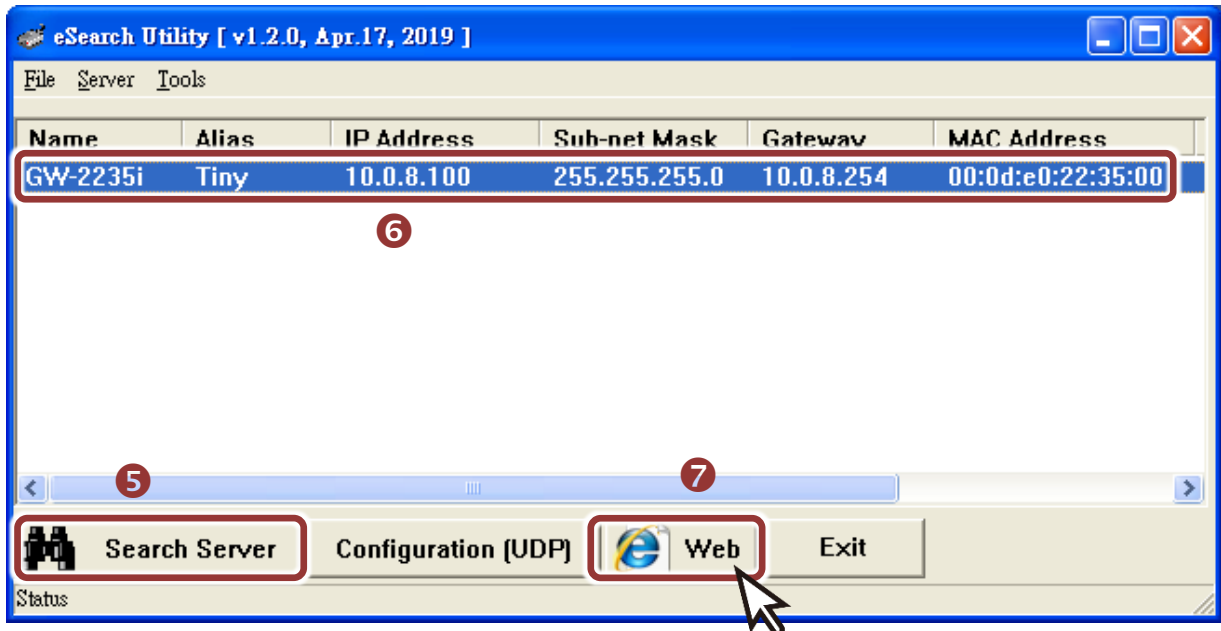 eSearch Utility [ v1.2.0, Apr.17, 2019 ]
File Server Tools
Name Alias IP Address Sub-net Mask Gateway MAC Address
GW-2235i Tiny 10.0.8.100 255.255.255.0 10.0.8.254 00:0d:e0:22:35:00
6
5 7
Search Server Configuration (UDP) Web Exit
Status